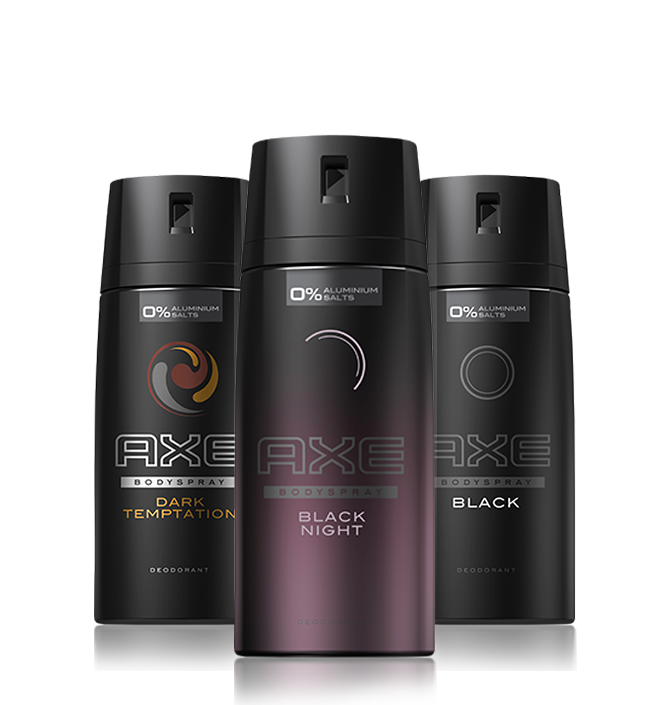 0% ALUMINIUM
SALTS
AXE
BODYSPRAY
DARK
TEMPTATION
DEODORANT
0% ALUMINIUM
SALTS
AXE
BODYSPRAY
BLACK
NIGHT
DEODORANT
0% ALUMINIUM
SALTS
AXE
BODYSPRAY
BLACK
DEODORANT